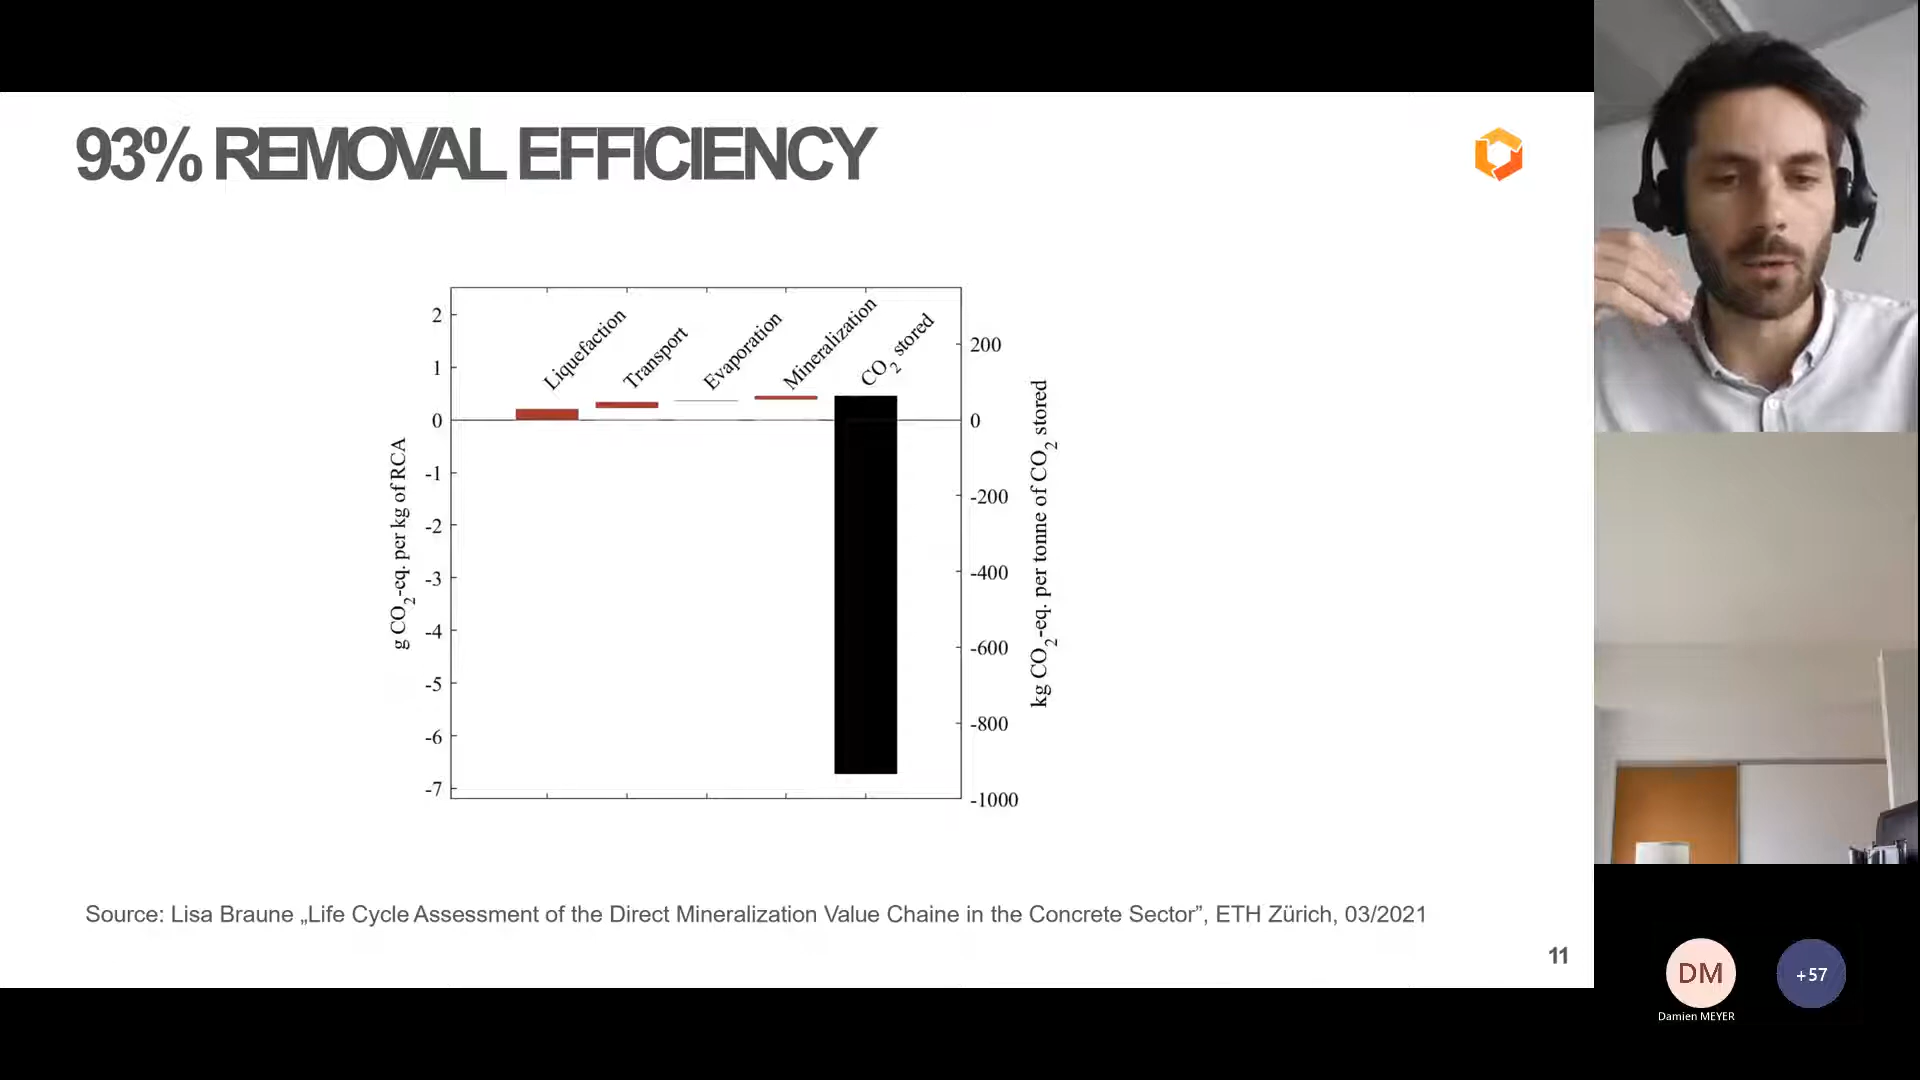 93% REMOVAL EFFICIENCY
Liquefaction
Transport
Evaporation
Mineralization
CO2 stored
2
1
0
-1
-2
-3
-4
-5
-6
-7
g CO2-eq. per kg of RCA
200
0
-200
-400
-600
-800
-1000
kg CO2-eq. per tonne of CO2 stored
Source: Lisa Braune „Life Cycle Assessment of the Direct Mineralization Value Chaine in the Concrete Sector”, ETH Zürich, 03/2021
11
DM
+57
Damien MEYER